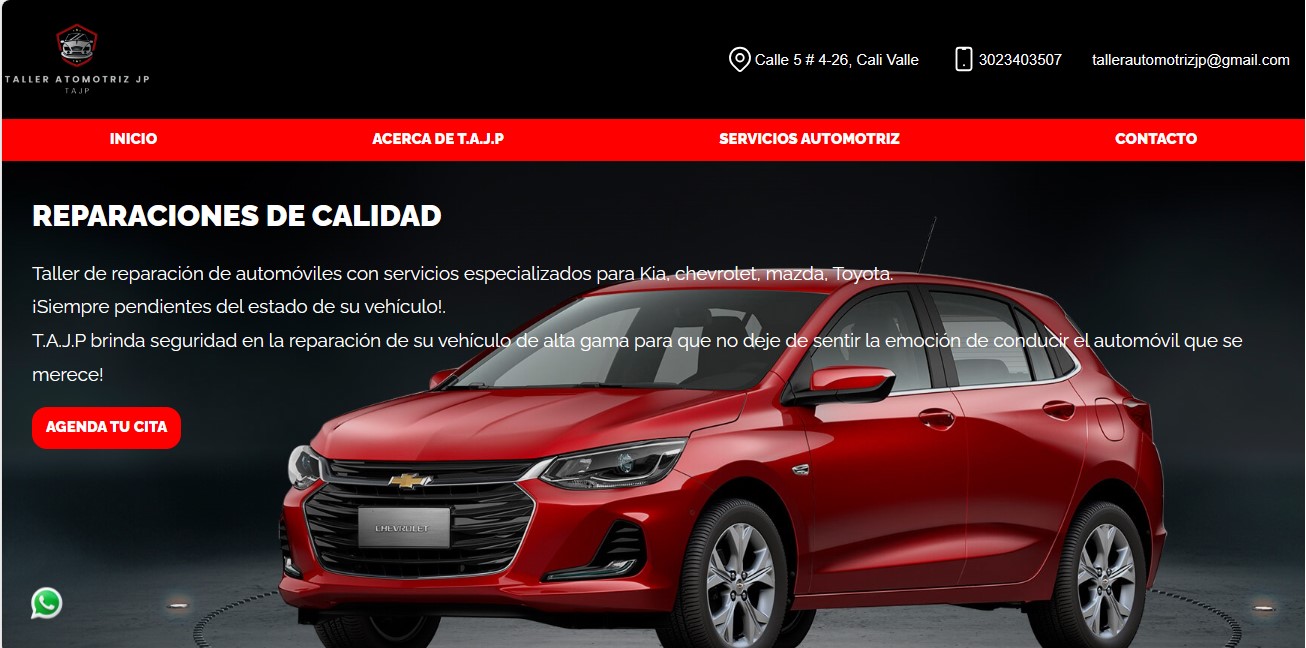 TALLER ATOMOTRIZ JP
TAJP
Calle 5 # 4-26, Cali Valle
3023403507
tallerautomotrizjp@gmail.com
INICIO
ACERCA DE T.A.J.P
SERVICIOS AUTOMOTRIZ
CONTACTO
REPARACIONES DE CALIDAD
Taller de reparación de automóviles con servicios especializados para Kia, chevrolet, mazda, Toyota.
¡Siempre pendientes del estado de su vehículo!.
T.A.J.P brinda seguridad en la reparación de su vehículo de alta gama para que no deje de sentir la emoción de conducir el automóvil que se
merece!
AGENDA TU CITA
CHEVROLET